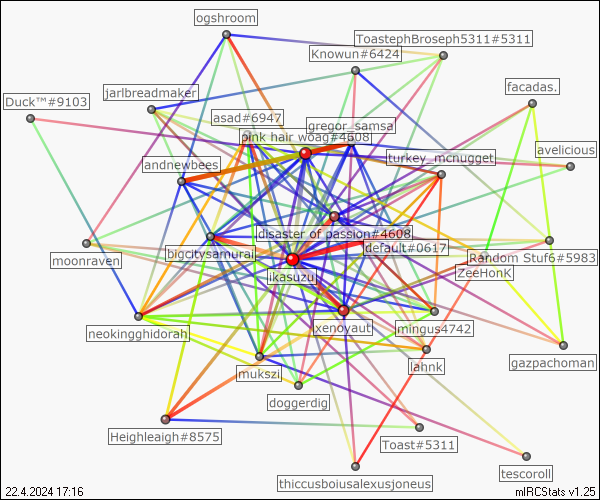 ogshroom
ToastephBroseph5311#5311
Knowun#6424
facadas.
jarlbreadmaker
Duck™#9103
asad#6947
gregor_samsa
pink hair woag#4608
avelicious
turkey_mcnugget
andnewbees
disaster of passion#4608
default#0617
bigcitysamurai
Random Stuf6#5983
moonraven
ZeeHonK
ikasuzu
xenoyaut
mingus4742
neokingghidorah
gazpachoman
lahnk
mukszi
doggerdig
Heighleaigh#8575
Toast#5311
tescoroll
thiccusboiusalexusjoneus
22.4.2024 17:16
mIRCStats v1.25